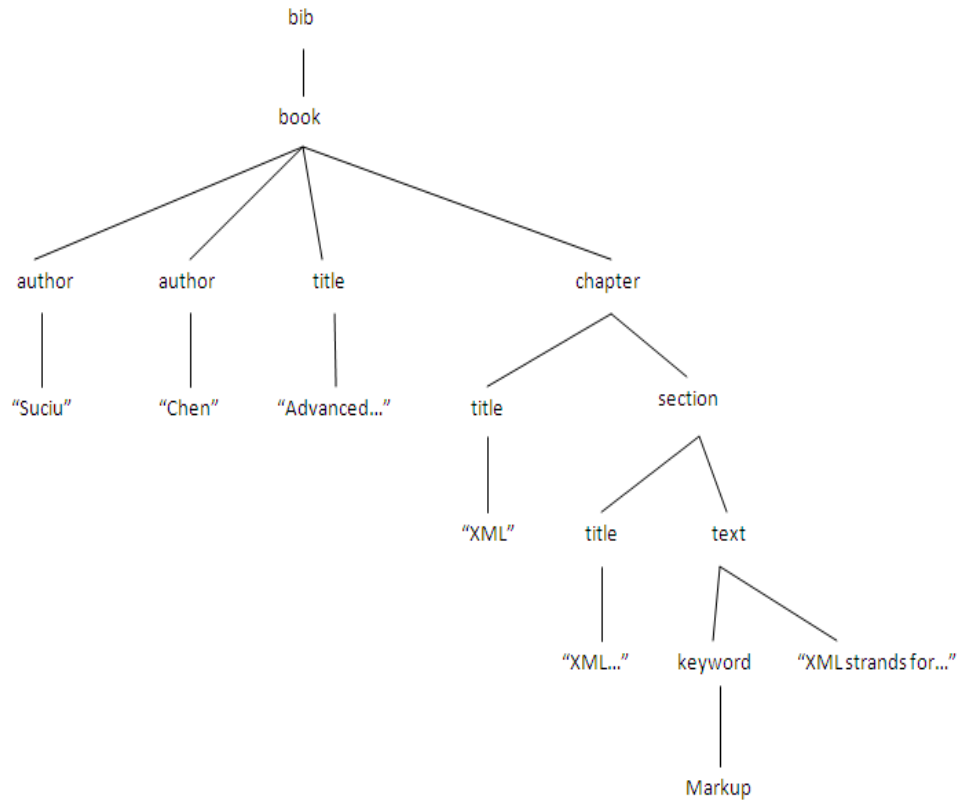 bib
book
author author title chapter
“Suciu” “Chen” “Advanced...” title section
“XML” title text
“XML...” keyword “XML strands for...”
Markup